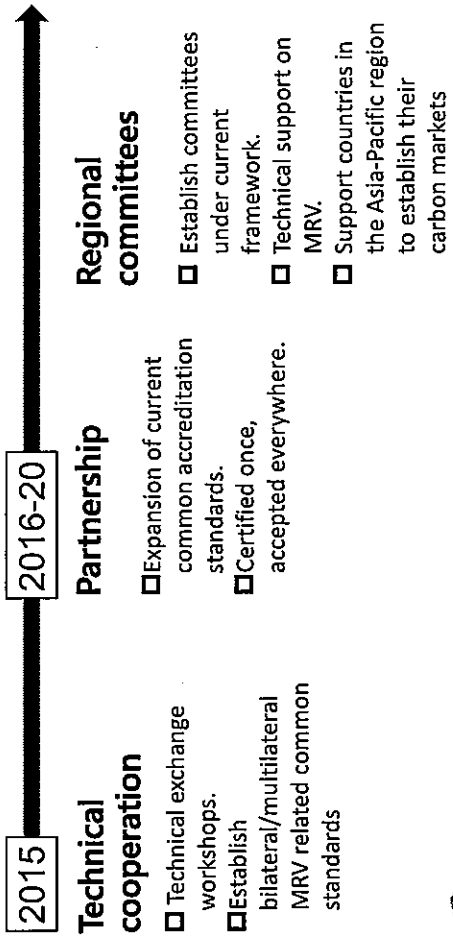 2015
2016-20
Technical
cooperation
□ Technical exchange
workshops.
□Establish
bilateral/multilateral
MRV related common
standards
Partnership
□Expansion of current
common accreditation
standards.
□Certified once,
accepted everywhere.
Regional
committees
□ Establish committees
under current
framework.
□ Technical support on
MRV.
□ Support countries in
the Asia-Pacific region
to establish their
carbon markets